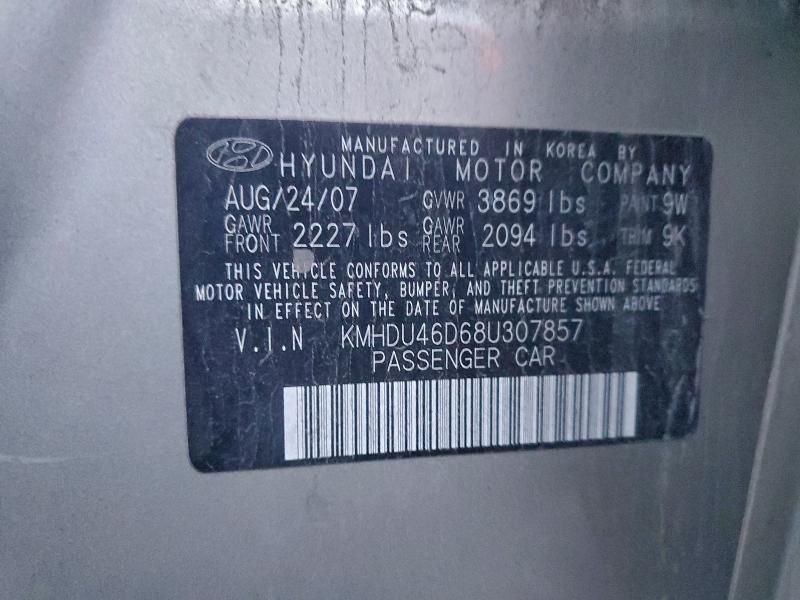 MANUFACTURED IN KOREA BY
HYUNDAI MOTOR COMPANY
AUG/24/07 GVWR 3869 lbs PAINT 9W
GAWR FRONT 2227 lbs GAWR REAR 2094 lbs TRIM 9K
THIS VEHICLE CONFORMS TO ALL APPLICABLE U.S.A. FEDERAL
MOTOR VEHICLE SAFETY, BUMPER, AND THEFT PREVENTION STANDARDS
IN EFFECT ON THE DATE OF MANUFACTURE SHOWN ABOVE
V.I.N KMHDU46D68U307857
PASSENGER CAR